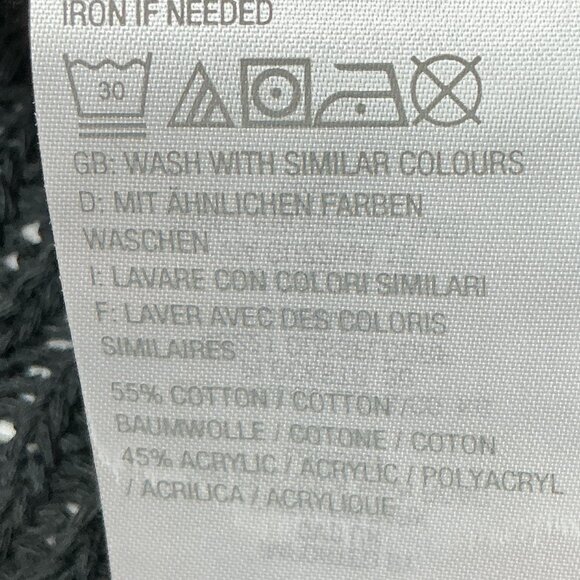 IRON IF NEEDED
30
GB: WASH WITH SIMILAR COLOURS
D: MIT ÄHNLICHEN FARBEN
WASCHEN
I: LAVARE CON COLORI SIMILARI
F: LAVER AVEC DES COLORIS
SIMILAIRES
55% COTTON / COTTON /
BAUMWOLLE / COTONE / COTON
45% ACRYLIC / ACRYLIC / POLYACRYL
/ ACRILICA / ACRYLIQUE